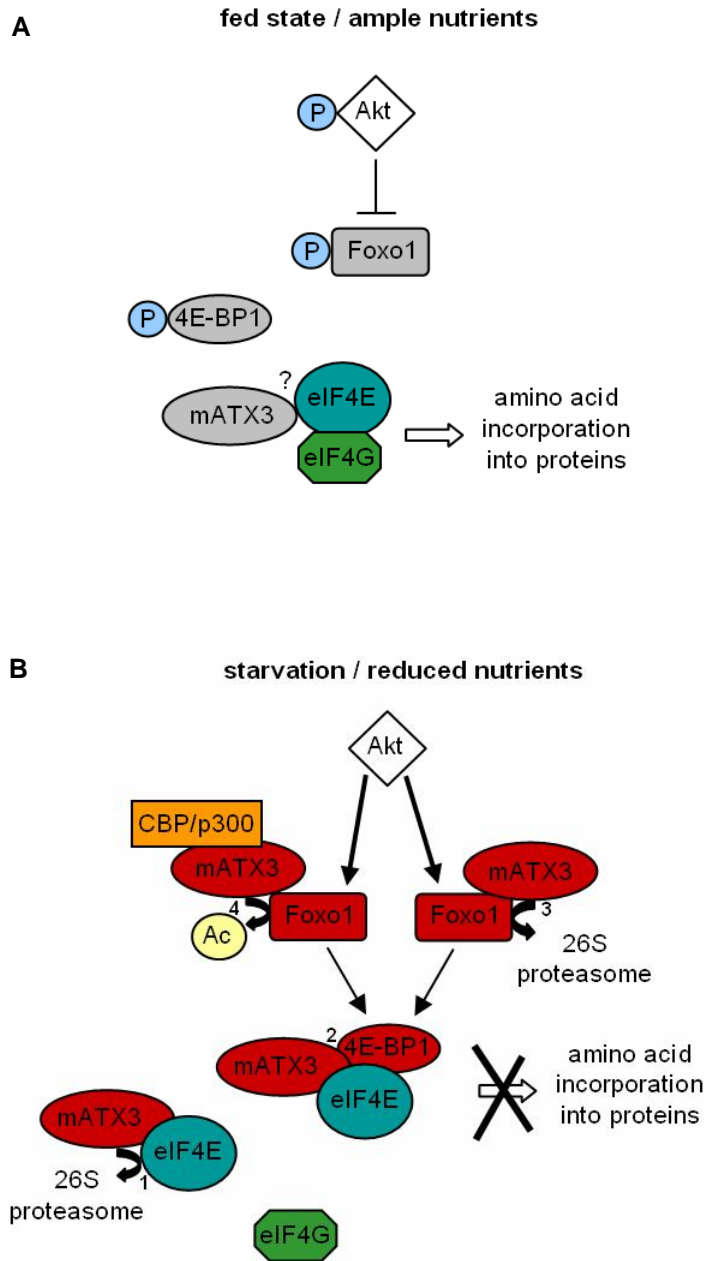 A
fed state / ample nutrients
P
Akt
P
Foxo1
P
4E-BP1
?
mATX3
eIF4E
eIF4G
amino acid
incorporation
into proteins
B
starvation / reduced nutrients
Akt
CBP/p300
mATX3
mATX3
4
Foxo1
Foxo1
3
Ac
26S
proteasome
2
4E-BP1
mATX3
eIF4E
amino acid
incorporation
into proteins
mATX3
eIF4E
26S
1
proteasome
eIF4G